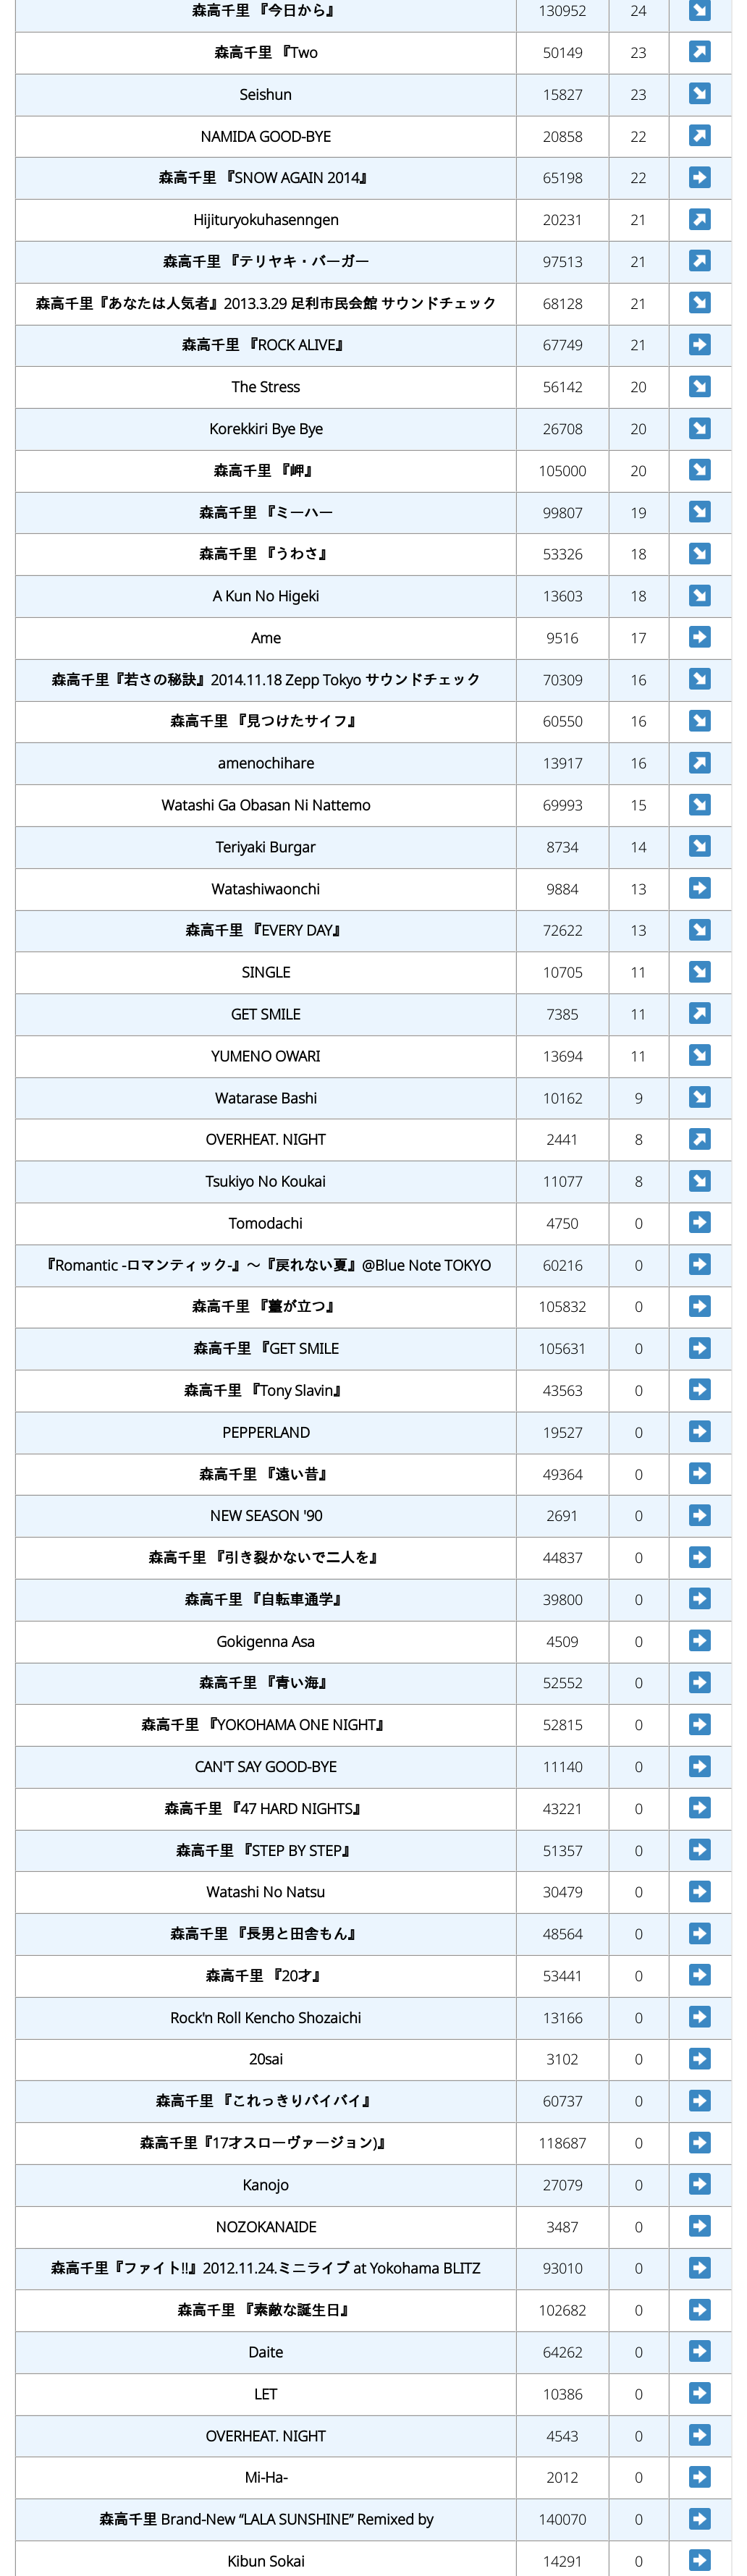 森高千里 『今日から』 130952 24
森高千里 『Two 50149 23
Seishun 15827 23
NAMIDA GOOD-BYE 20858 22
森高千里 『SNOW AGAIN 2014』 65198 22
Hijituryokuhasenngen 20231 21
森高千里 『テリヤキ・バーガー 97513 21
森高千里『あなたは人気者』2013.3.29 足利市民会館 サウンドチェック 68128 21
森高千里 『ROCK ALIVE』 67749 21
The Stress 56142 20
Korekkiri Bye Bye 26708 20
森高千里 『岬』 105000 20
森高千里 『ミーハー 99807 19
森高千里 『うわさ』 53326 18
A Kun No Higeki 13603 18
Ame 9516 17
森高千里『若さの秘訣』2014.11.18 Zepp Tokyo サウンドチェック 70309 16
森高千里 『見つけたサイフ』 60550 16
amenochihare 13917 16
Watashi Ga Obasan Ni Nattemo 69993 15
Teriyaki Burgar 8734 14
Watashiwaonchi 9884 13
森高千里 『EVERY DAY』 72622 13
SINGLE 10705 11
GET SMILE 7385 11
YUMENO OWARI 13694 11
Watarase Bashi 10162 9
OVERHEAT. NIGHT 2441 8
Tsukiyo No Koukai 11077 8
Tomodachi 4750 0
『Romantic -ロマンティック-』～『戻れない夏』@Blue Note TOKYO 60216 0
森高千里 『薹が立つ』 105832 0
森高千里 『GET SMILE 105631 0
森高千里 『Tony Slavin』 43563 0
PEPPERLAND 19527 0
森高千里 『遠い昔』 49364 0
NEW SEASON '90 2691 0
森高千里 『引き裂かないで二人を』 44837 0
森高千里 『自転車通学』 39800 0
Gokigenna Asa 4509 0
森高千里 『青い海』 52552 0
森高千里 『YOKOHAMA ONE NIGHT』 52815 0
CAN'T SAY GOOD-BYE 11140 0
森高千里 『47 HARD NIGHTS』 43221 0
森高千里 『STEP BY STEP』 51357 0
Watashi No Natsu 30479 0
森高千里 『長男と田舎もん』 48564 0
森高千里 『20才』 53441 0
Rock'n Roll Kencho Shozaichi 13166 0
20sai 3102 0
森高千里 『これっきりバイバイ』 60737 0
森高千里『17才スローヴァージョン)』 118687 0
Kanojo 27079 0
NOZOKANAIDE 3487 0
森高千里『ファイト!!』2012.11.24.ミニライブ at Yokohama BLITZ 93010 0
森高千里 『素敵な誕生日』 102682 0
Daite 64262 0
LET 10386 0
OVERHEAT. NIGHT 4543 0
Mi-Ha- 2012 0
森高千里 Brand-New “LALA SUNSHINE” Remixed by 140070 0
Kibun Sokai 14291 0